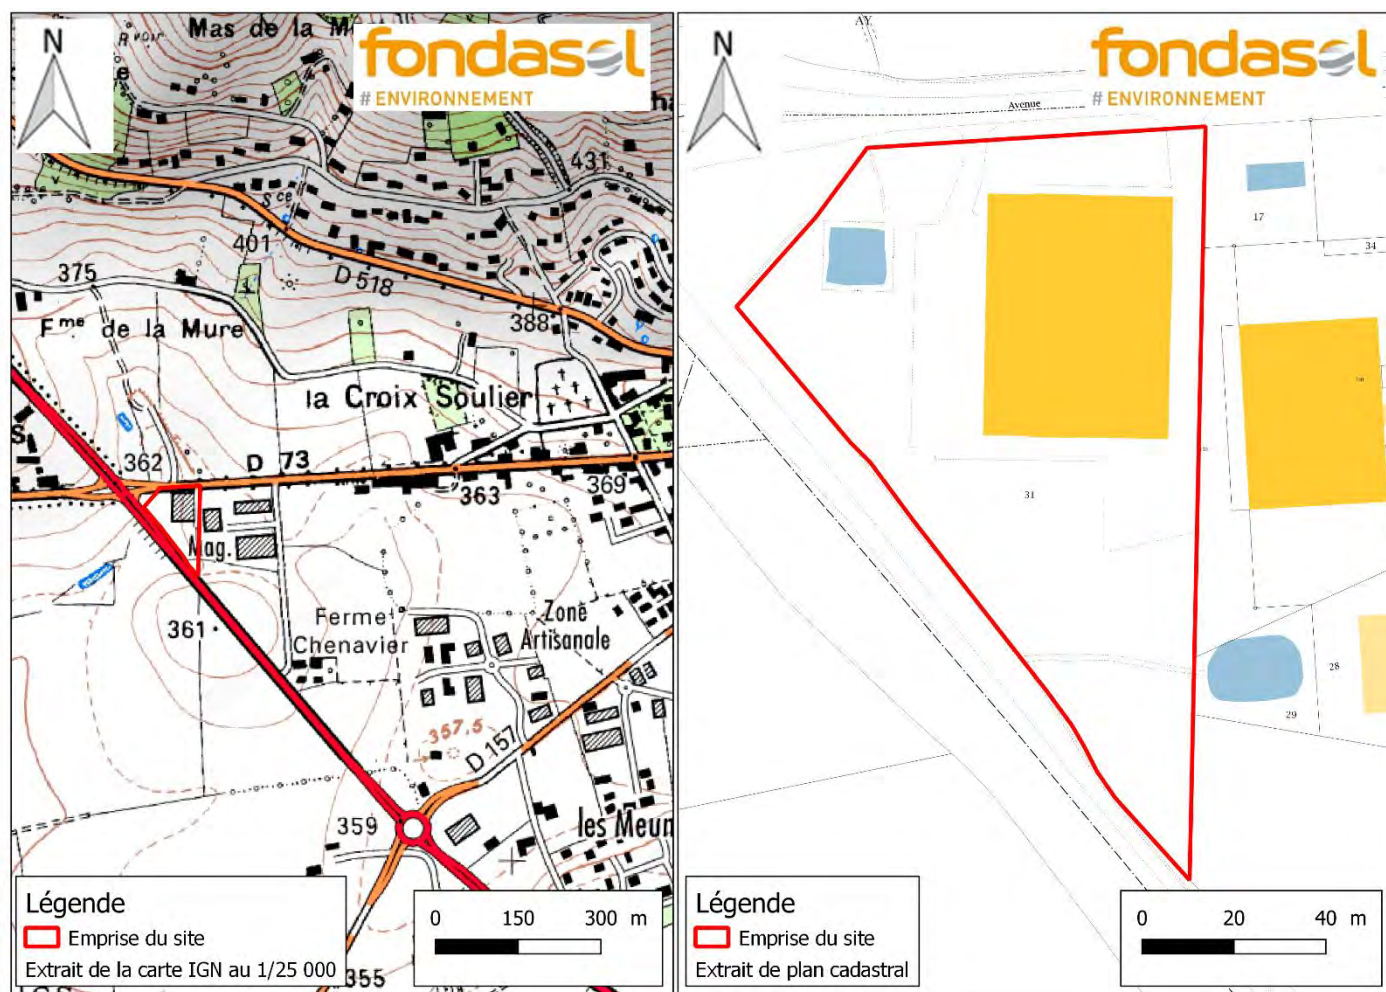 N
Mas de la M
fondasol
# ENVIRONNEMENT
431
S ce
401
D 518
375
388
Fme de la Mure
la Croix Soulier
362
D 73
363
369
Mag.
361
Ferme
Chenavier
Zone
Artisanale
357,5
D 157
359
les Meun
355
Légende
Emprise du site
Extrait de la carte IGN au 1/25 000
0 150 300 m
N
AY
fondasol
# ENVIRONNEMENT
Avenue
17
34
31
28
29
Légende
Emprise du site
Extrait de plan cadastral
0 20 40 m